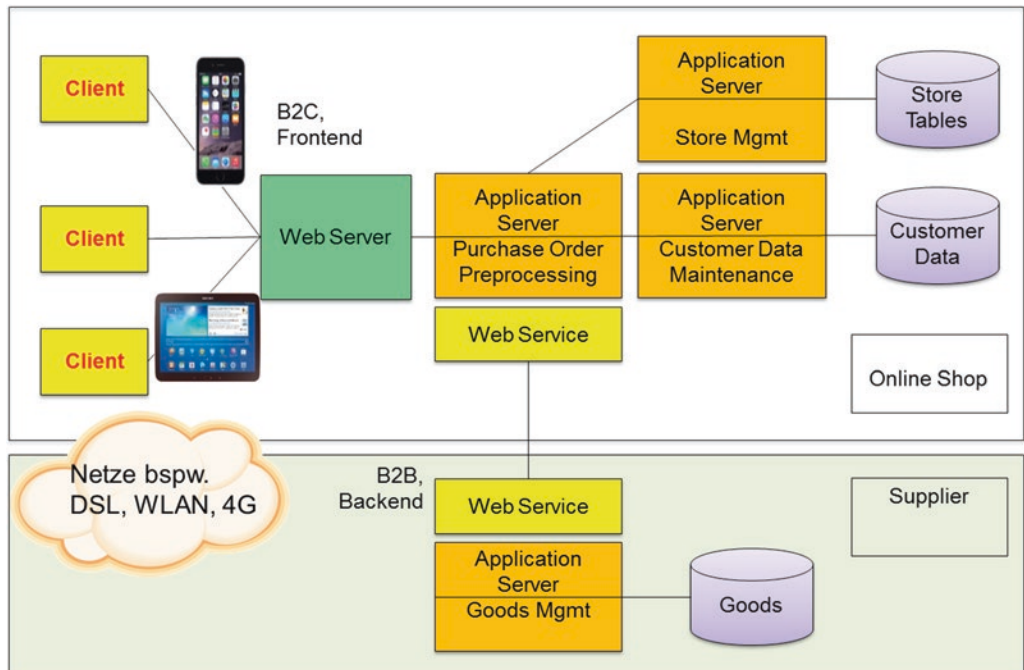 Client
B2C,
Frontend
Application
Server
Store Mgmt
Store
Tables
Client
Web Server
Application
Server
Purchase Order
Preprocessing
Application
Server
Customer Data
Maintenance
Customer
Data
Client
Web Service
Online Shop
Netze bspw.
DSL, WLAN, 4G
B2B,
Backend
Web Service
Supplier
Application
Server
Goods Mgmt
Goods